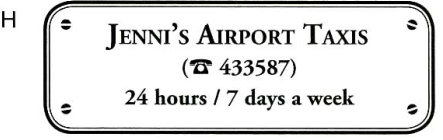 H
JENNI'S AIRPORT TAXIS
(☎ 433587)
24 hours / 7 days a week